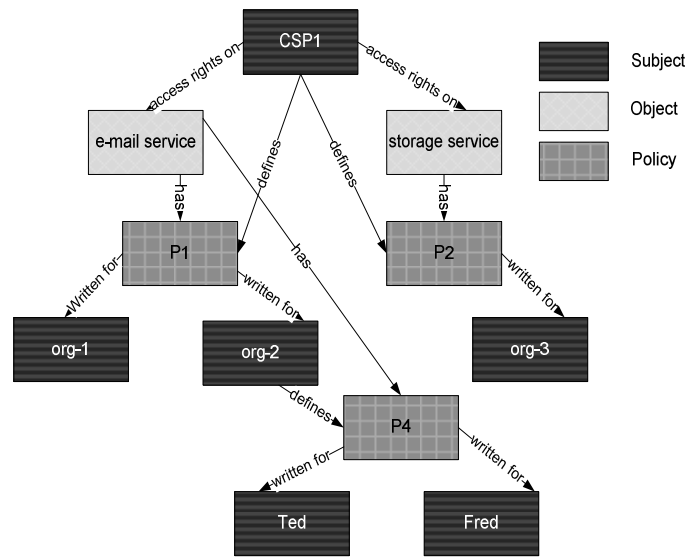 CSP1
Subject
access rights on
access rights on
Object
e-mail service
storage service
Policy
defines
defines
has
has
P1
P2
has
Written for
written for
written for
org-1
org-2
org-3
defines
P4
written for
written for
Ted
Fred